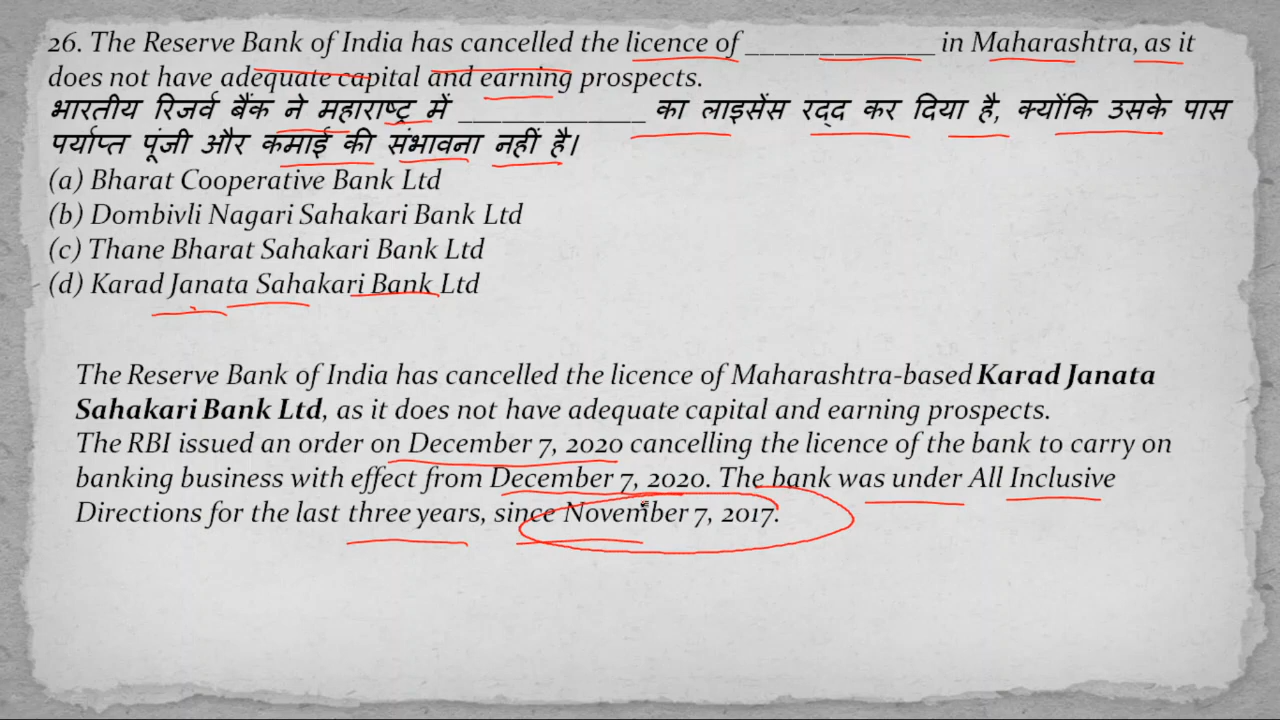 26. The Reserve Bank of India has cancelled the licence of _____________ in Maharashtra, as it
does not have adequate capital and earning prospects.
भारतीय रिजर्व बैंक ने महाराष्ट्र में _____________ का लाइसेंस रद्द कर दिया है, क्योंकि उसके पास
पर्याप्त पूंजी और कमाई की संभावना नहीं है।
(a) Bharat Cooperative Bank Ltd
(b) Dombivli Nagari Sahakari Bank Ltd
(c) Thane Bharat Sahakari Bank Ltd
(d) Karad Janata Sahakari Bank Ltd
The Reserve Bank of India has cancelled the licence of Maharashtra-based Karad Janata
Sahakari Bank Ltd, as it does not have adequate capital and earning prospects.
The RBI issued an order on December 7, 2020 cancelling the licence of the bank to carry on
banking business with effect from December 7, 2020. The bank was under All Inclusive
Directions for the last three years, since November 7, 2017.